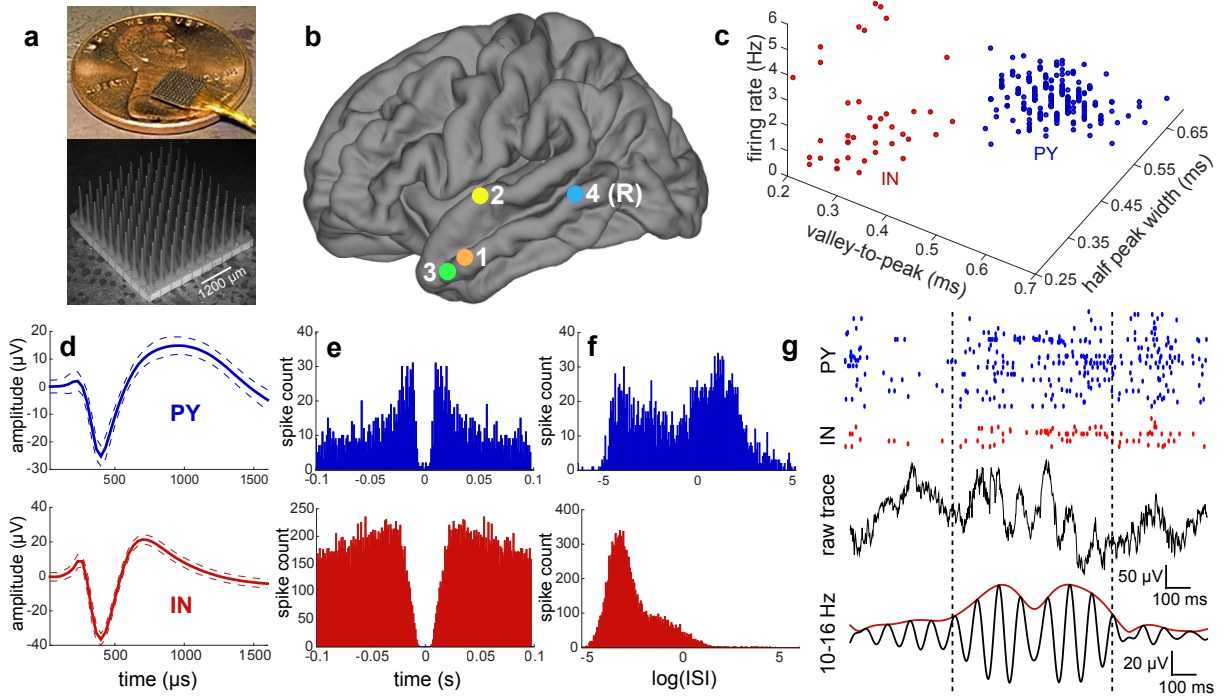 a
IN GOD WE TRUST
1200 µm
b
2
4 (R)
1
3
c
firing rate (Hz)
6
5
4
3
2
1
0
0.2
0.3
0.4
0.5
0.6
0.7
valley-to-peak (ms)
0.25
0.35
0.45
0.55
0.65
half peak width (ms)
PY
IN
d
amplitude (µV)
20
10
0
-10
-20
-30
500
1000
1500
PY
amplitude (µV)
40
20
0
-20
-40
500
1000
1500
IN
time (µs)
e
spike count
40
30
20
10
0
-0.1
-0.05
0
0.05
0.1
spike count
250
200
150
100
50
0
-0.1
-0.05
0
0.05
0.1
time (s)
f
spike count
40
30
20
10
0
-5
0
5
spike count
400
300
200
100
0
-5
0
5
log(ISI)
g
PY
IN
raw trace
50 µV
100 ms
10-16 Hz
20 µV
100 ms